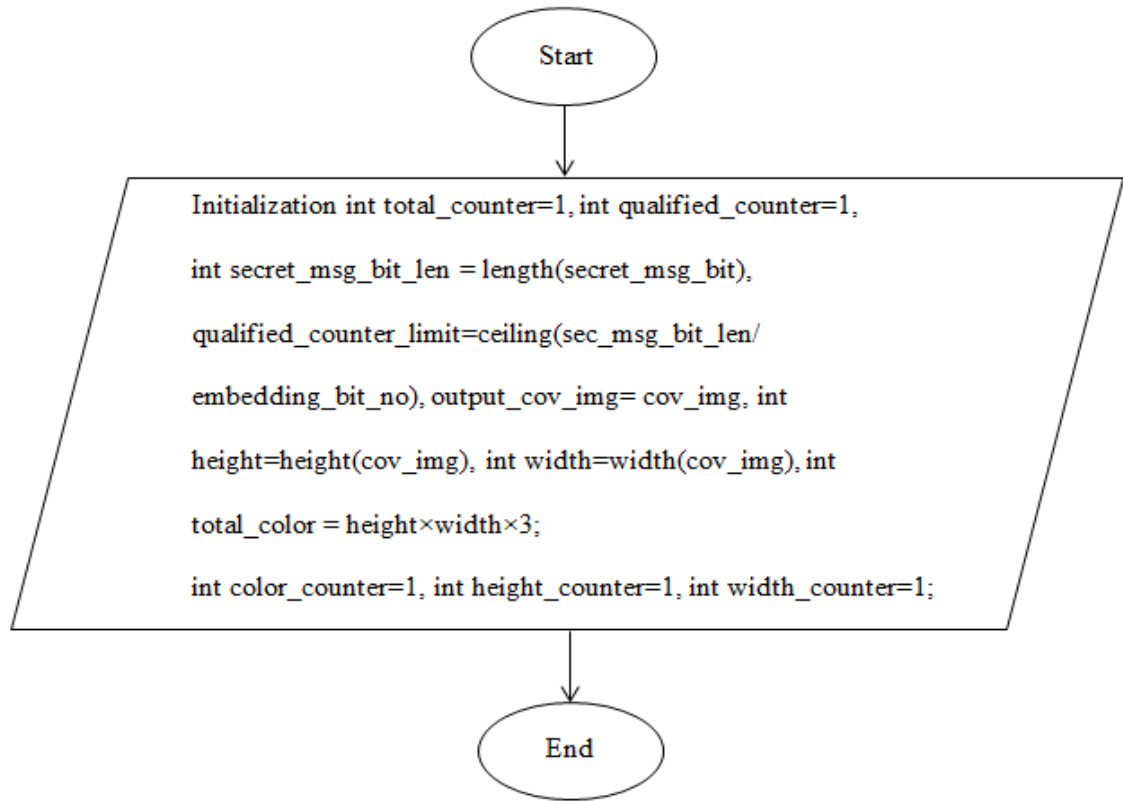 Start
Initialization int total_counter=1, int qualified_counter=1,
int secret_msg_bit_len = length(secret_msg_bit),
qualified_counter_limit=ceiling(sec_msg_bit_len/
embedding_bit_no), output_cov_img= cov_img, int
height=height(cov_img), int width=width(cov_img), int
total_color = height×width×3;
int color_counter=1, int height_counter=1, int width_counter=1;
End